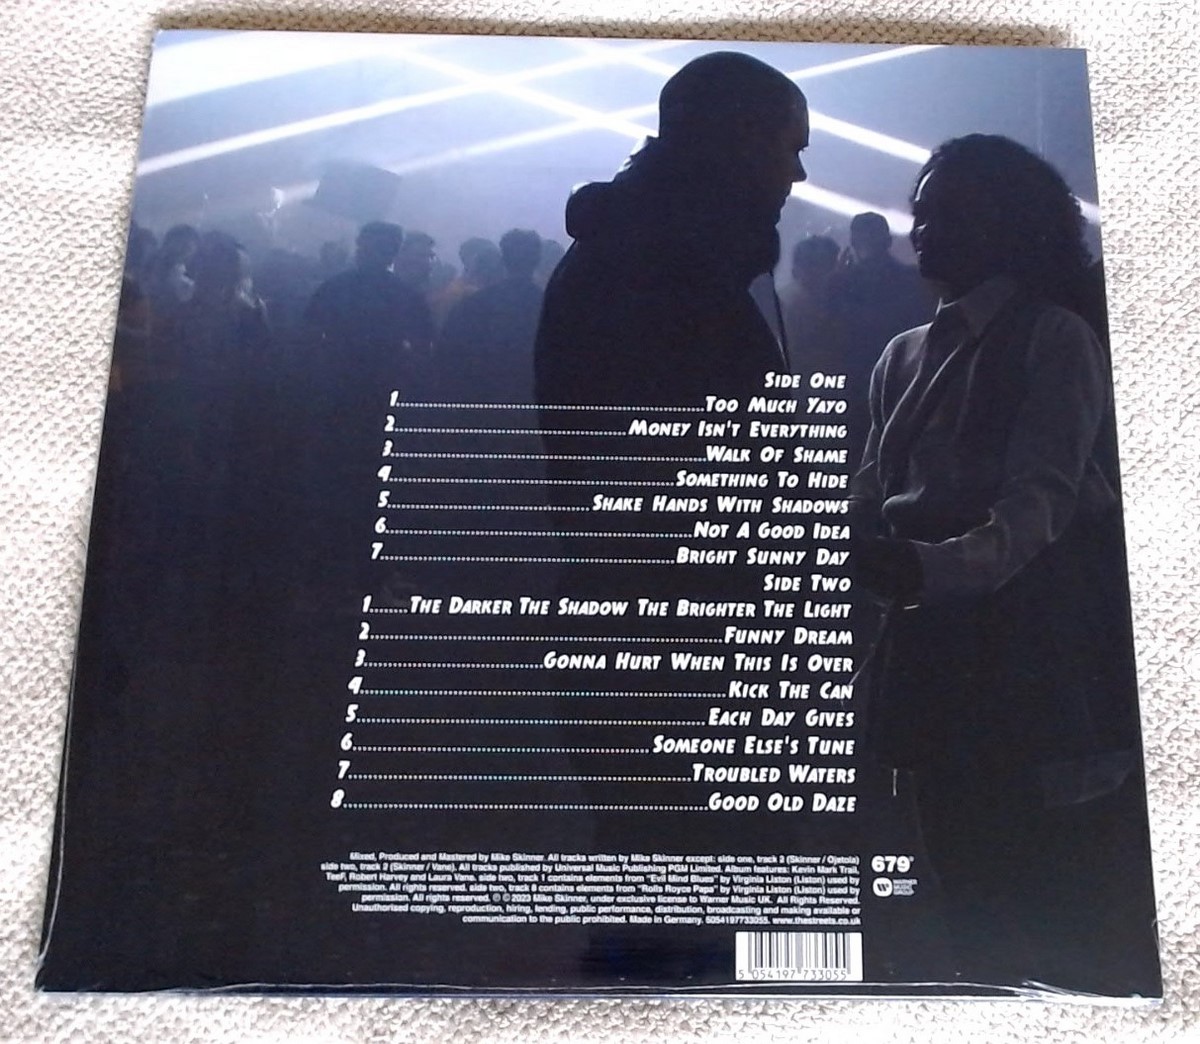 SIDE ONE
1 TOO MUCH YAYO
2 MONEY ISN'T EVERYTHING
3 WALK OF SHAME
4 SOMETHING TO HIDE
5 SHAKE HANDS WITH SHADOWS
6 NOT A GOOD IDEA
7 BRIGHT SUNNY DAY
SIDE TWO
1 THE DARKER THE SHADOW THE BRIGHTER THE LIGHT
2 FUNNY DREAM
3 GONNA HURT WHEN THIS IS OVER
4 KICK THE CAN
5 EACH DAY GIVES
6 SOMEONE ELSE'S TUNE
7 TROUBLED WATERS
8 GOOD OLD DAZE
Mixed, Produced and Mastered by Mike Skinner. All tracks written by Mike Skinner except: side one, track 2 (Skinner / Ojetola)
side two, track 2 (Skinner / Vane). All tracks published by Universal Music Publishing PGM Limited. Album features: Kevin Mark Trail,
TeeF, Robert Harvey and Laura Vane. side two, track 1 contains elements from "Evil Mind Blues" by Virginia Liston (Liston) used by
permission. All rights reserved. side two, track 8 contains elements from "Rolls Royce Papa" by Virginia Liston (Liston) used by
permission. All rights reserved. ℗ © 2023 Mike Skinner, under exclusive license to Warner Music UK. All Rights Reserved.
Unauthorised copying, reproduction, hiring, lending, public performance, distribution, broadcasting and making available or
communication to the public prohibited. Made in Germany. 5054197733055. www.thestreets.co.uk
679
WARNER
MUSIC
GROUP
5 054197 733055